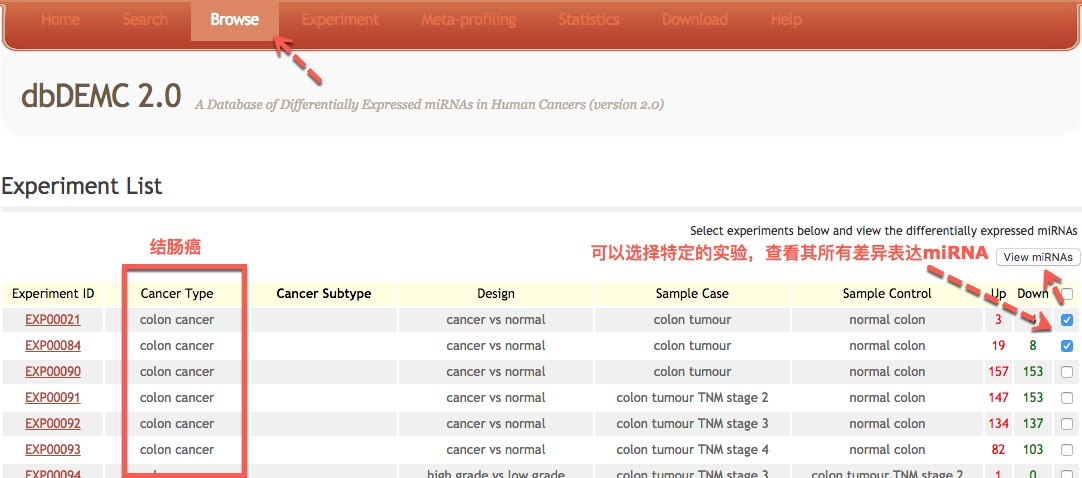 Home Search Browse Experiment Meta-profiling Statistics Download Help
dbDEMC 2.0 A Database of Differentially Expressed miRNAs in Human Cancers (version 2.0)
Experiment List
Select experiments below and view the differentially expressed miRNAs
结肠癌
可以选择特定的实验，查看其所有差异表达miRNA View miRNAs
Experiment ID Cancer Type Cancer Subtype Design Sample Case Sample Control Up Down
EXP00021 colon cancer cancer vs normal colon tumour normal colon 3
EXP00084 colon cancer cancer vs normal colon tumour normal colon 19 8
EXP00090 colon cancer cancer vs normal colon tumour normal colon 157 153
EXP00091 colon cancer cancer vs normal colon tumour TNM stage 2 normal colon 147 153
EXP00092 colon cancer cancer vs normal colon tumour TNM stage 3 normal colon 134 137
EXP00093 colon cancer cancer vs normal colon tumour TNM stage 4 normal colon 82 103
EXP00094 high grade vs low grade colon tumour TNM stage 3 colon tumour TNM stage 2 1 0